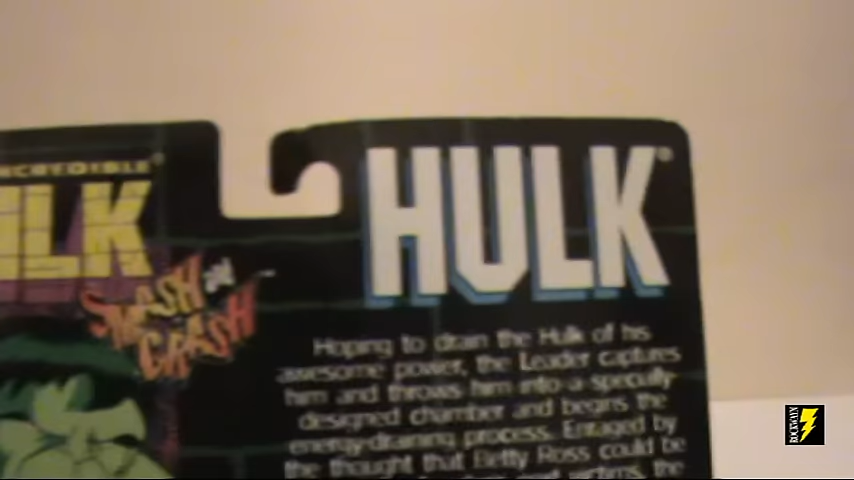 INCREDIBLE®
HULK
SMASH
CRASH
HULK®
Hoping to drain the Hulk of his
awesome power, the Leader captures
him and throws him into a specially
designed chamber and begins the
energy-draining process. Enraged by
the thought that Betty Ross could be
the
ROCKWAYN